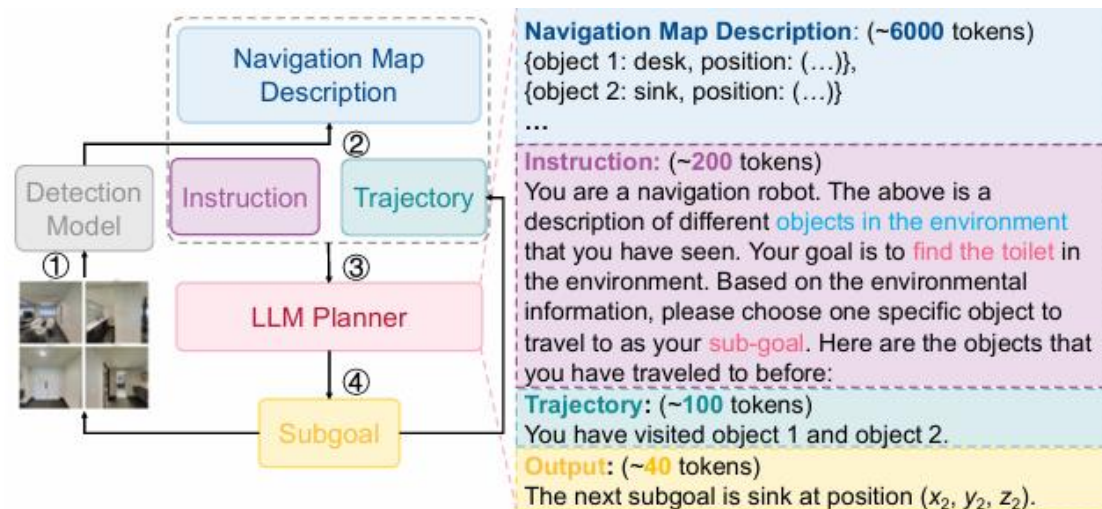 Navigation Map
Description
②
Instruction
Trajectory
Detection
Model
①
③
LLM Planner
④
Subgoal
Navigation Map Description: (~6000 tokens)
{object 1: desk, position: (…)},
{object 2: sink, position: (…)}
…
Instruction: (~200 tokens)
You are a navigation robot. The above is a
description of different objects in the environment
that you have seen. Your goal is to find the toilet in
the environment. Based on the environmental
information, please choose one specific object to
travel to as your sub-goal. Here are the objects that
you have traveled to before:
Trajectory: (~100 tokens)
You have visited object 1 and object 2.
Output: (~40 tokens)
The next subgoal is sink at position (x₂, y₂, z₂).